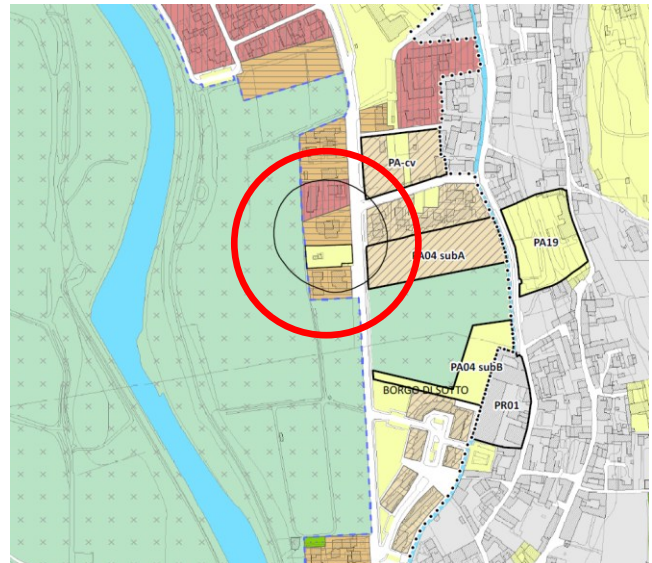 PA-cv
PA19
PA04 subA
PA04 subB
BORGO DI SOTTO
PR01